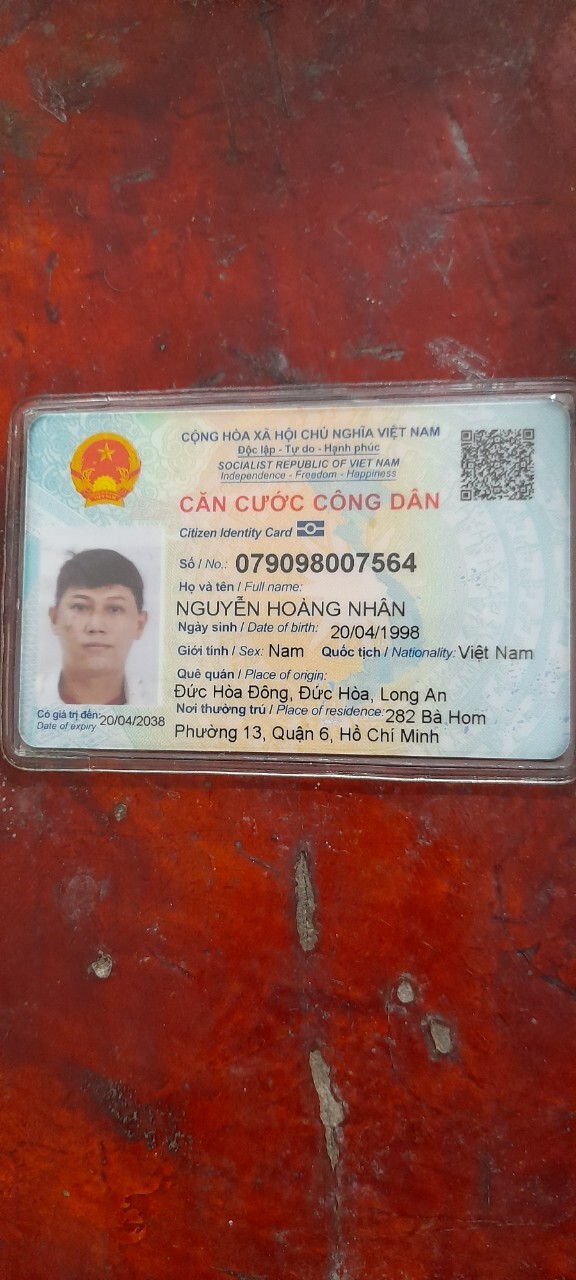 CỘNG HÒA XÃ HỘI CHỦ NGHĨA VIỆT NAM
Độc lập - Tự do - Hạnh phúc
SOCIALIST REPUBLIC OF VIET NAM
Independence - Freedom - Happiness
CĂN CƯỚC CÔNG DÂN
Citizen Identity Card
Số / No.: 079098007564
Họ và tên / Full name:
NGUYỄN HOÀNG NHÂN
Ngày sinh / Date of birth: 20/04/1998
Giới tính / Sex: Nam Quốc tịch / Nationality: Việt Nam
Quê quán / Place of origin:
Đức Hòa Đông, Đức Hòa, Long An
Nơi thường trú / Place of residence: 282 Bà Hom
Phường 13, Quận 6, Hồ Chí Minh
Có giá trị đến: 20/04/2038
Date of expiry